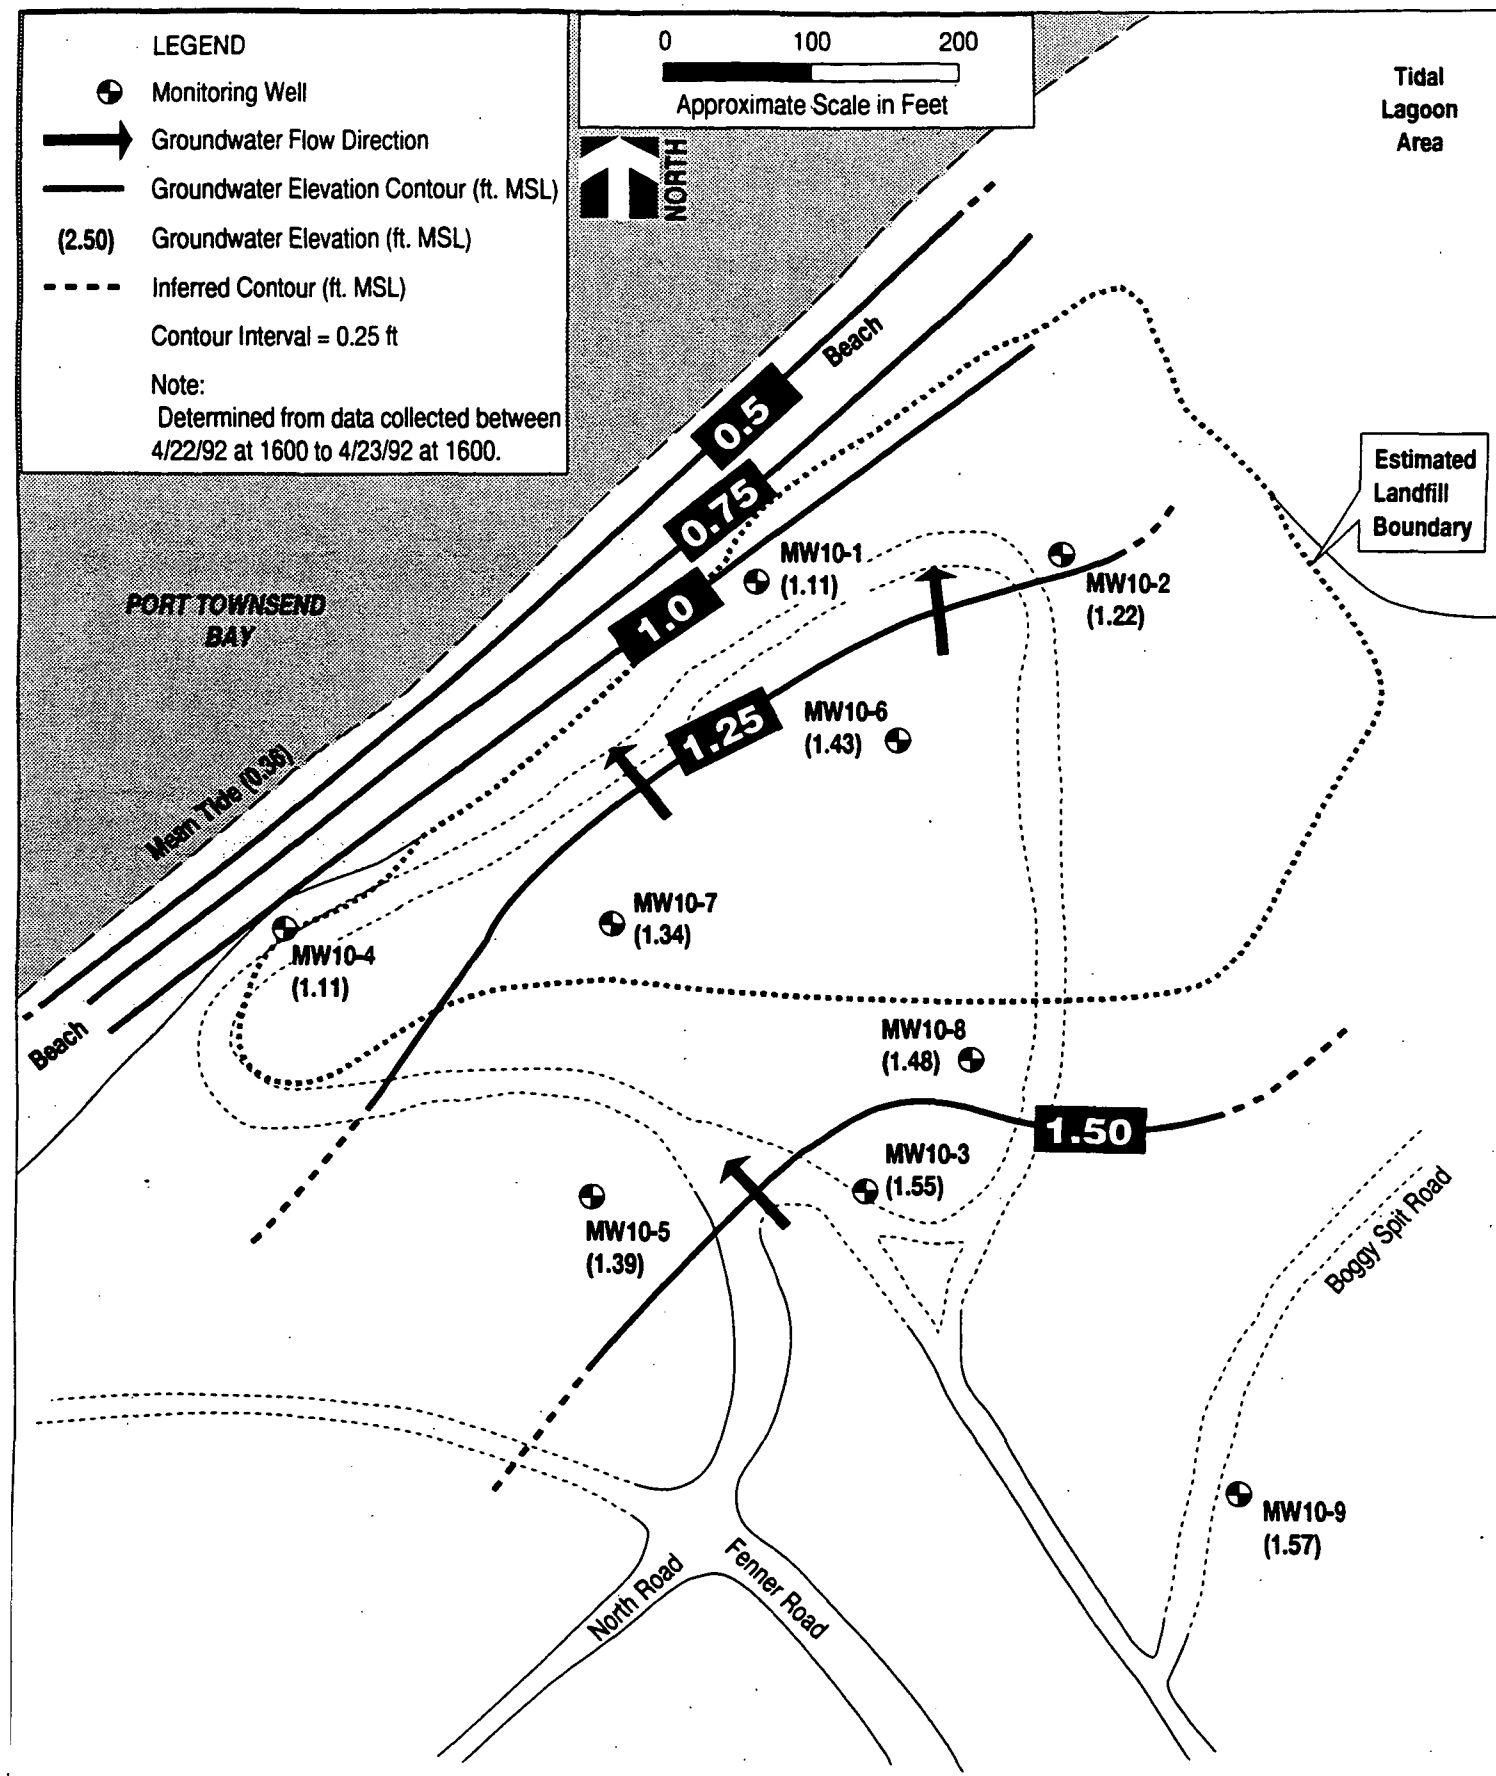 LEGEND
Monitoring Well
Groundwater Flow Direction
Groundwater Elevation Contour (ft. MSL)
(2.50) Groundwater Elevation (ft. MSL)
Inferred Contour (ft. MSL)
Contour Interval = 0.25 ft
Note:
Determined from data collected between
4/22/92 at 1600 to 4/23/92 at 1600.
0 100 200
Approximate Scale in Feet
NORTH
Tidal
Lagoon
Area
Beach
0.5
0.75
1.0
1.25
Estimated
Landfill
Boundary
MW10-1
(1.11)
MW10-2
(1.22)
PORT TOWNSEND
BAY
MW10-6
(1.43)
Mean Tide (0.36)
MW10-7
(1.34)
MW10-4
(1.11)
Beach
MW10-8
(1.48)
1.50
MW10-3
(1.55)
MW10-5
(1.39)
Boggy Spit Road
MW10-9
(1.57)
North Road
Fenner Road